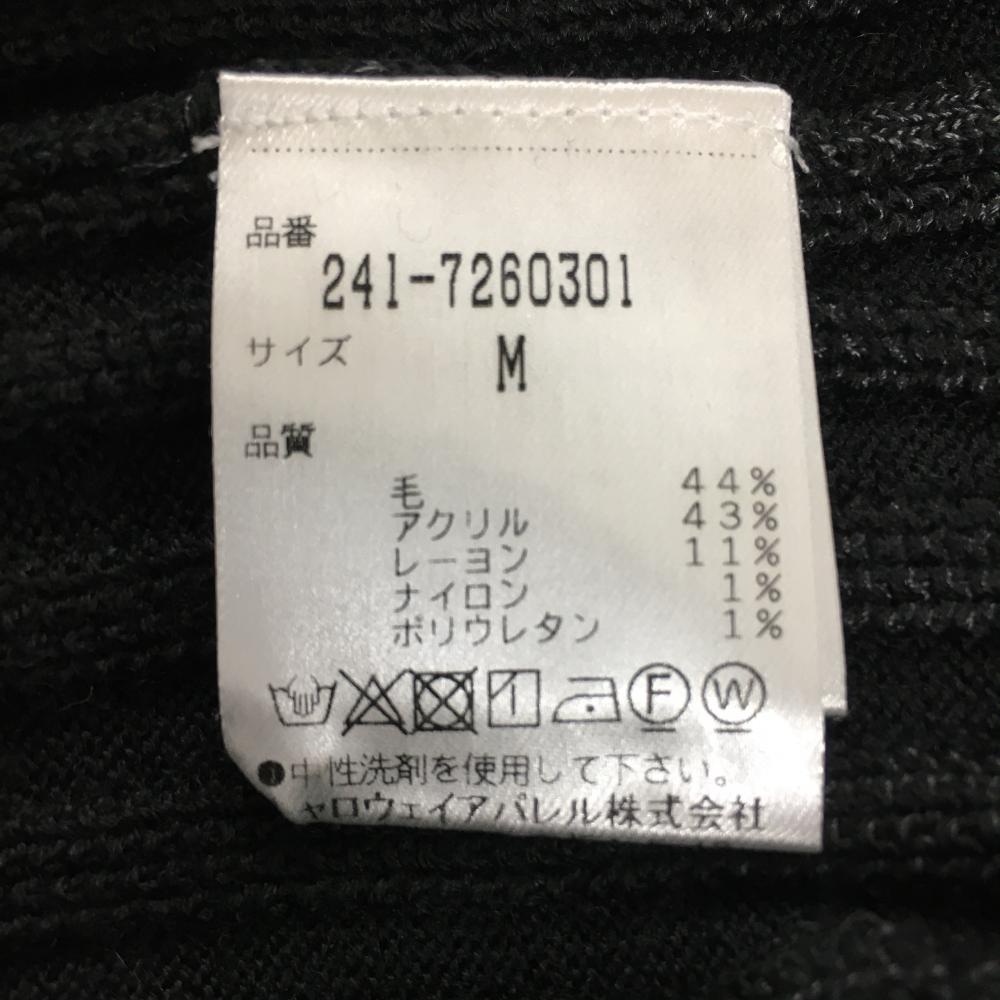 品番
241-7260301
サイズ M
品質
毛 44%
アクリル 43%
レーヨン 11%
ナイロン 1%
ポリウレタン 1%
F W
●中性洗剤を使用して下さい。
ャロウェイアパレル株式会社